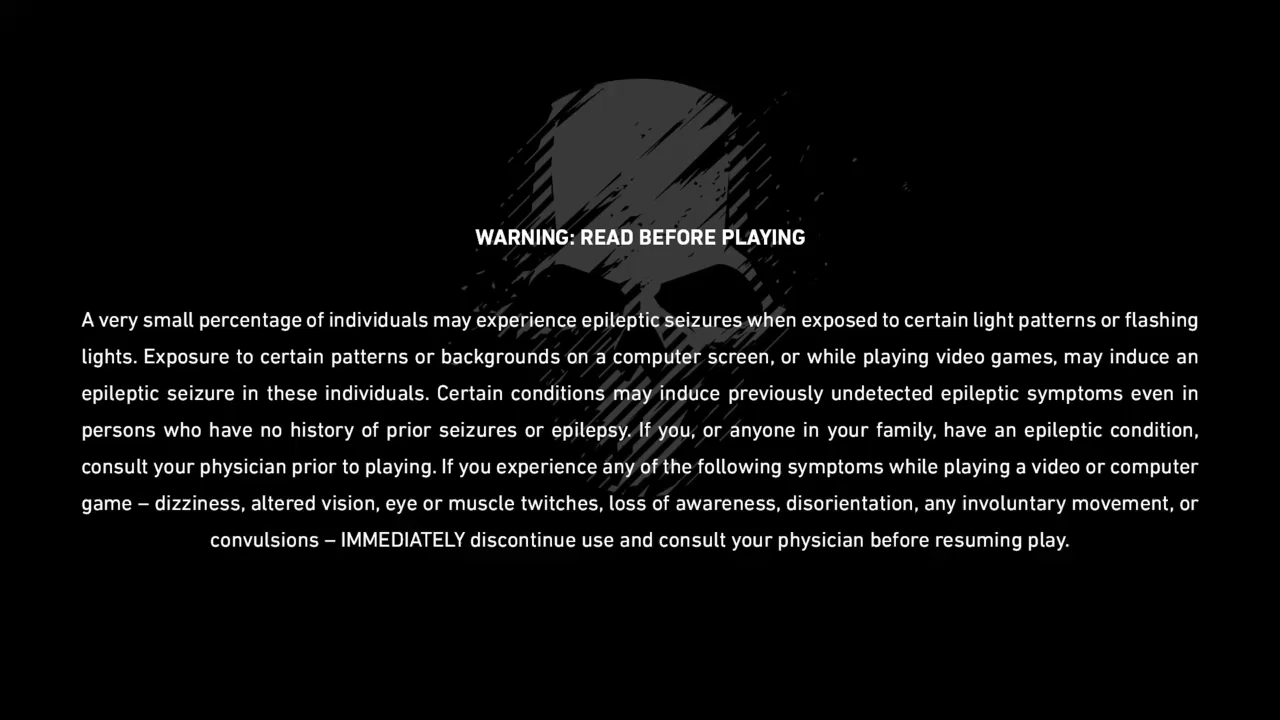 WARNING: READ BEFORE PLAYING
A very small percentage of individuals may experience epileptic seizures when exposed to certain light patterns or flashing
lights. Exposure to certain patterns or backgrounds on a computer screen, or while playing video games, may induce an
epileptic seizure in these individuals. Certain conditions may induce previously undetected epileptic symptoms even in
persons who have no history of prior seizures or epilepsy. If you, or anyone in your family, have an epileptic condition,
consult your physician prior to playing. If you experience any of the following symptoms while playing a video or computer
game – dizziness, altered vision, eye or muscle twitches, loss of awareness, disorientation, any involuntary movement, or
convulsions – IMMEDIATELY discontinue use and consult your physician before resuming play.